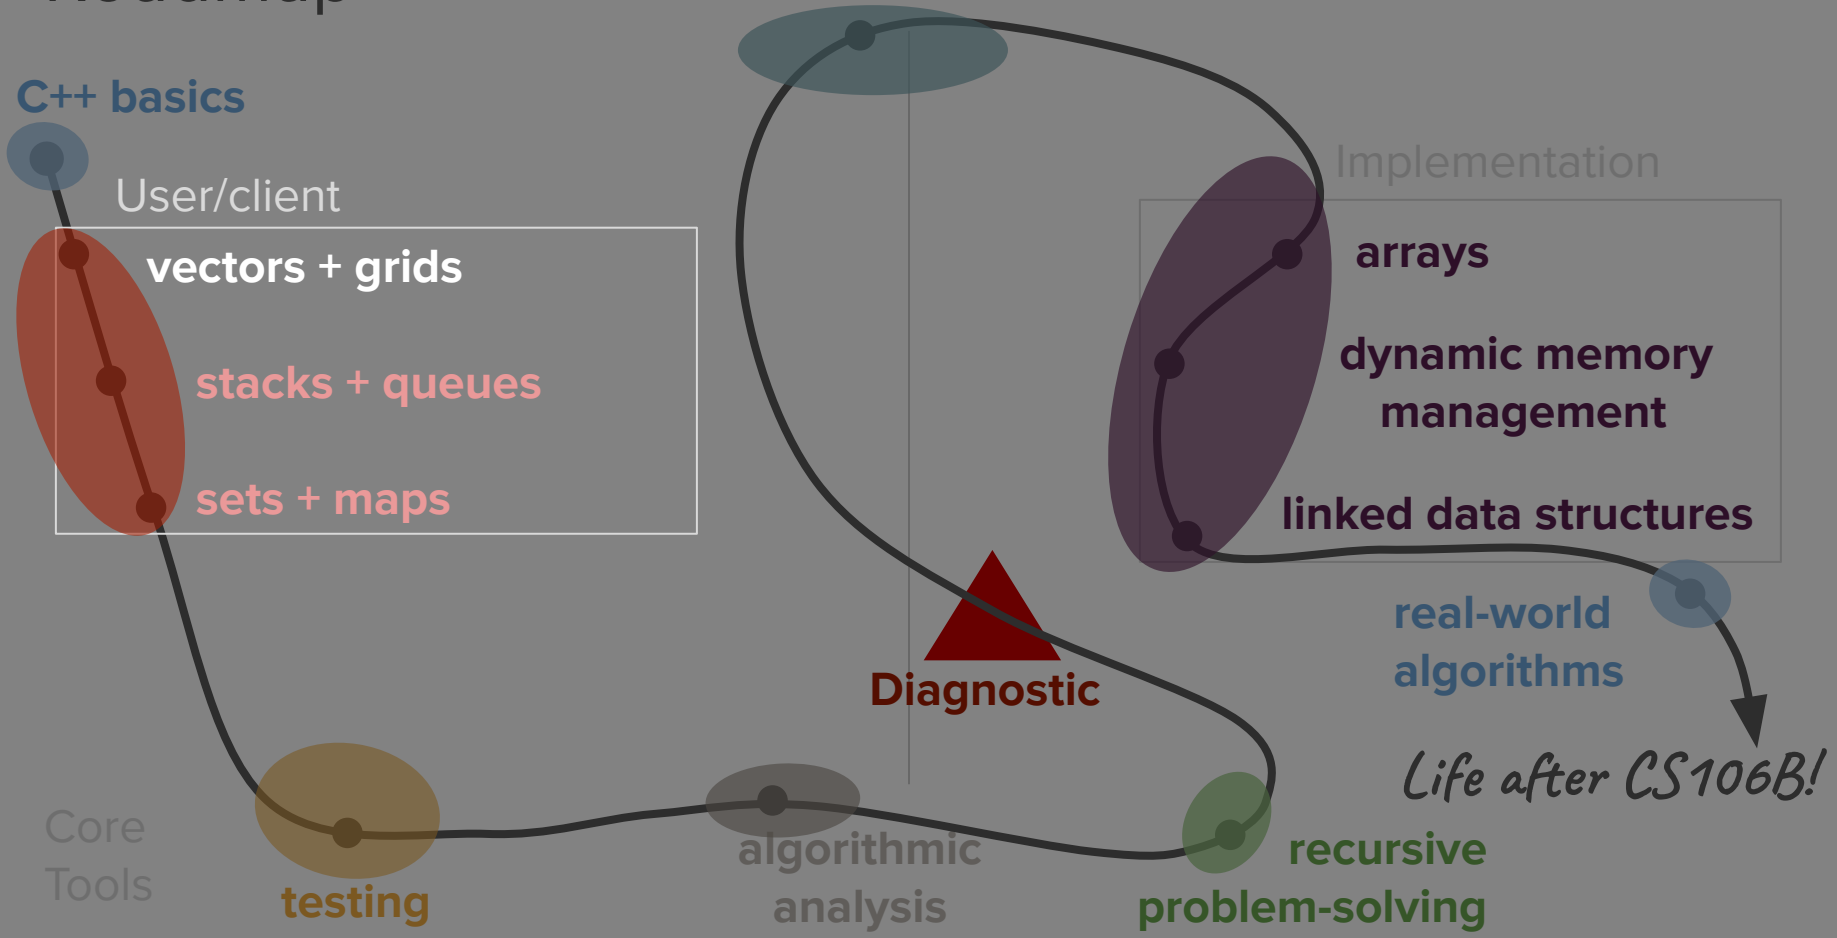 Roadmap
C++ basics
User/client
vectors + grids
stacks + queues
sets + maps
Implementation
arrays
dynamic memory
management
linked data structures
real-world
algorithms
Diagnostic
Life after CS106B!
Core
Tools
testing
algorithmic
analysis
recursive
problem-solving